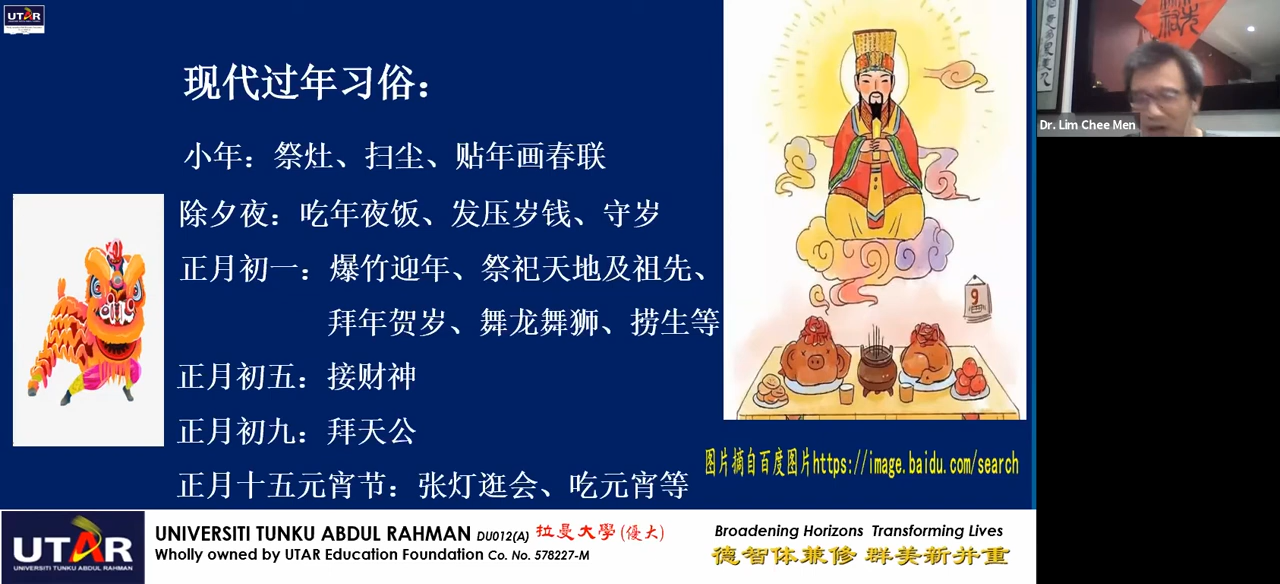 UTAR
现代过年习俗：
小年：祭灶、扫尘、贴年画春联
除夕夜：吃年夜饭、发压岁钱、守岁
正月初一：爆竹迎年、祭祀天地及祖先、
拜年贺岁、舞龙舞狮、捞生等
正月初五：接财神
正月初九：拜天公
正月十五元宵节：张灯逛会、吃元宵等
9
图片摘自百度图片https://image.baidu.com/search
Dr. Lim Chee Men
UTAR
UNIVERSITI TUNKU ABDUL RAHMAN
UNIVERSITI TUNKU ABDUL RAHMAN DU012(A) 拉曼大學(優大)
Wholly owned by UTAR Education Foundation Co. No. 578227-M
Broadening Horizons Transforming Lives
德智体兼修 群美新并重